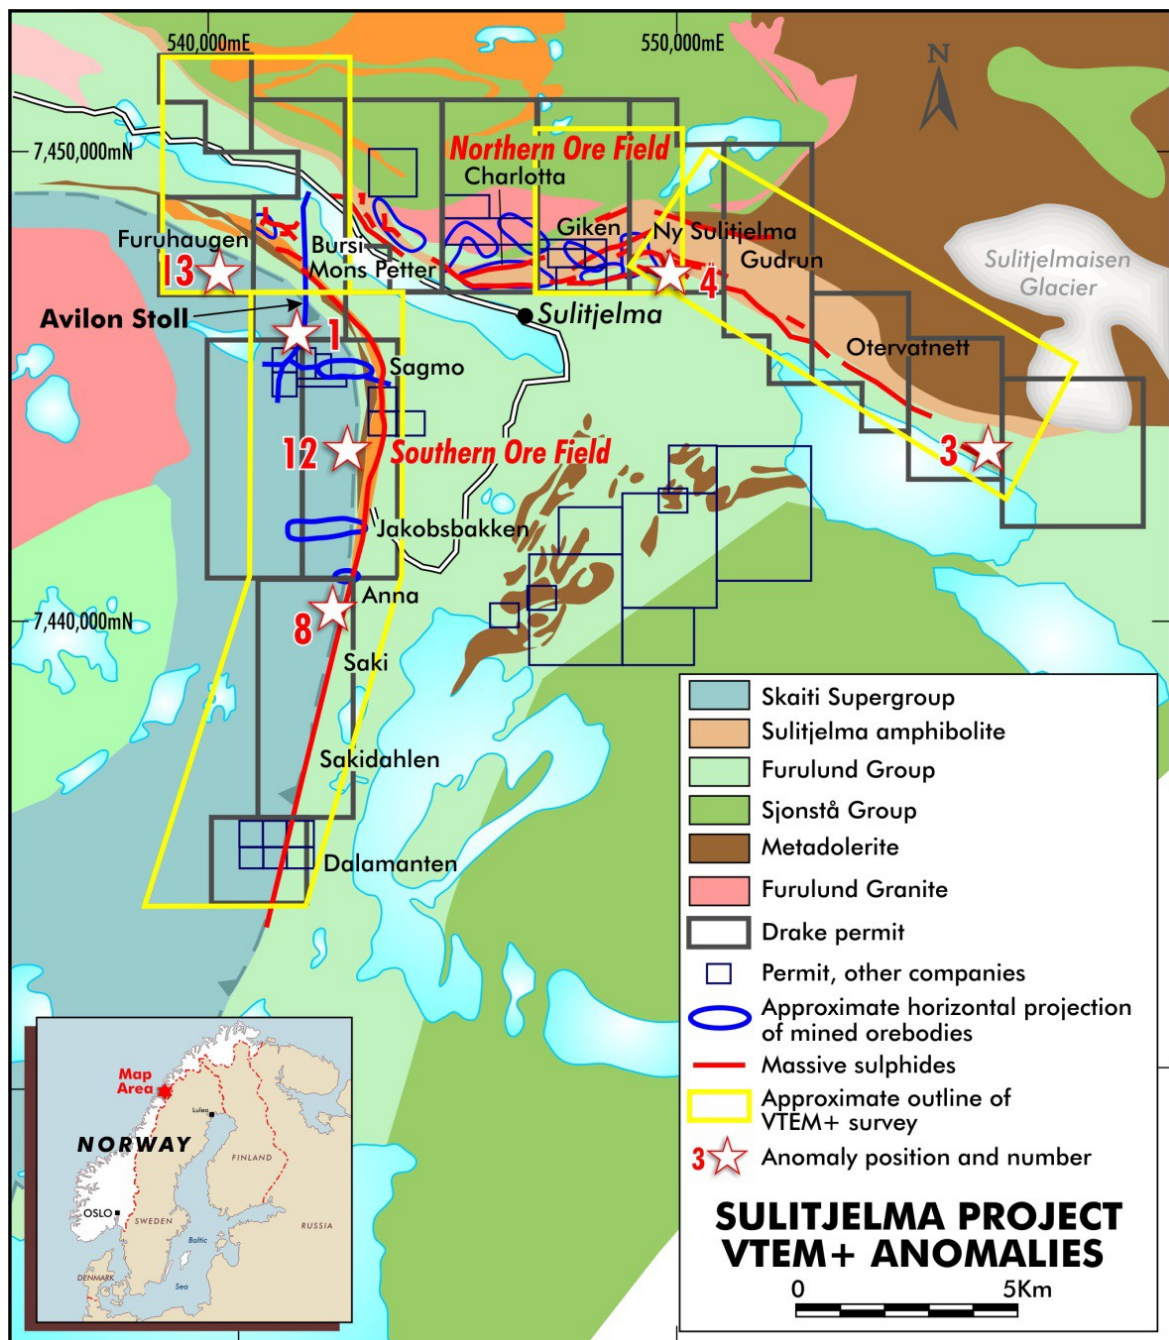 540,000mE
550,000mE
N
7,450,000mN
Northern Ore Field
Charlotta
Furuhaugen
Bursi
Giken
Ny Sulitjelma
13
Mons Petter
Gudrun
4
Sulitjelmaisen
Glacier
Avilon Stoll
1
Sulitjelma
Otervatnett
Sagmo
12
Southern Ore Field
3
Jakobsbakken
Anna
7,440,000mN
8
Saki
Sakidahlen
Dalamanten
Skaiti Supergroup
Sulitjelma amphibolite
Furulund Group
Sjonstå Group
Metadolerite
Furulund Granite
Drake permit
Permit, other companies
Approximate horizontal projection
of mined orebodies
Massive sulphides
Approximate outline of
VTEM+ survey
3 Anomaly position and number
SULITJELMA PROJECT
VTEM+ ANOMALIES
0 5Km
Map
Area
Lulea
NORWAY
FINLAND
OSLO
SWEDEN
RUSSIA
Baltic
DENMARK
Sea